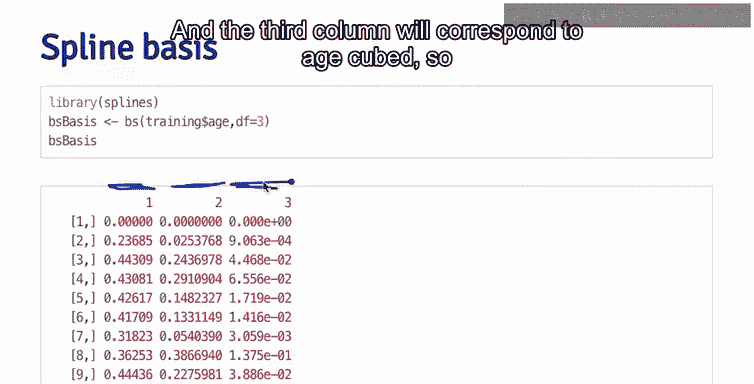 And the third column will correspond to
age cubed, so
Spline basis
library(splines)
bsBasis <- bs(training$age,df=3)
bsBasis
1 2 3
[1,] 0.00000 0.0000000 0.000e+00
[2,] 0.23685 0.0253768 9.063e-04
[3,] 0.44309 0.2436978 4.468e-02
[4,] 0.43081 0.2910904 6.556e-02
[5,] 0.42617 0.1482327 1.719e-02
[6,] 0.41709 0.1331149 1.416e-02
[7,] 0.31823 0.0540390 3.059e-03
[8,] 0.36253 0.3866940 1.375e-01
[9,] 0.44436 0.2275981 3.886e-02